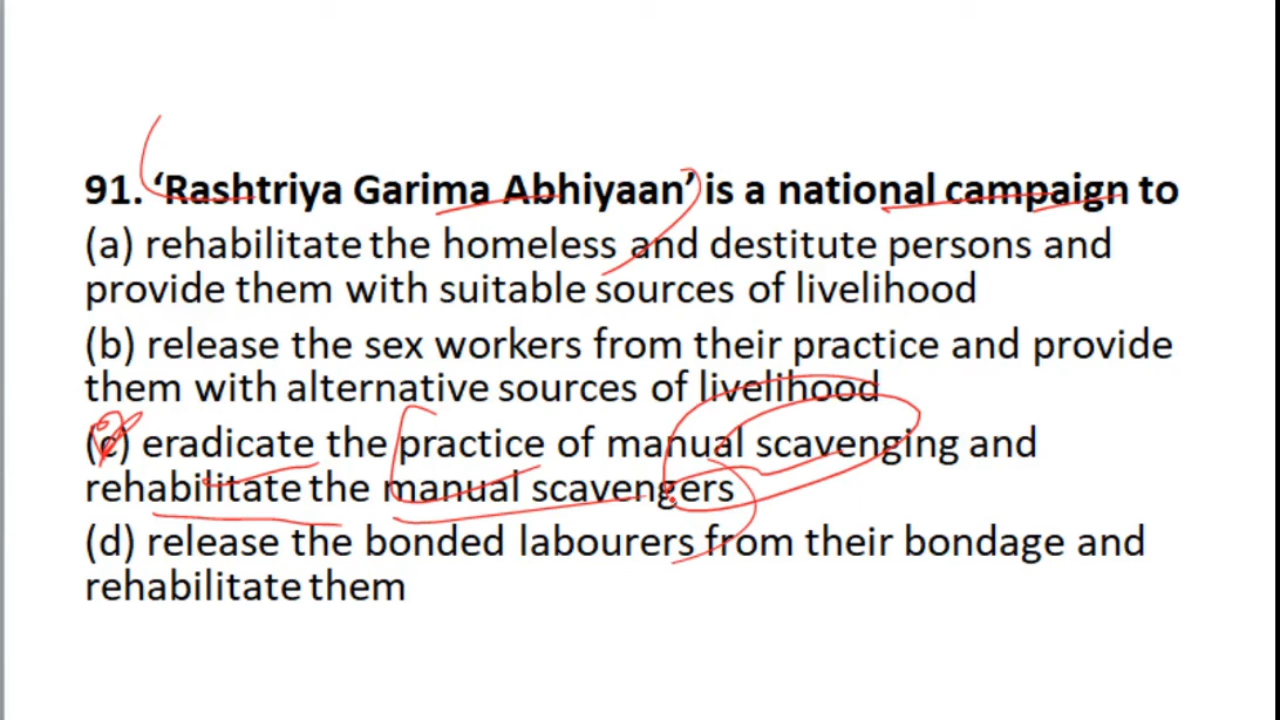 91. ‘Rashtriya Garima Abhiyaan’ is a national campaign to
(a) rehabilitate the homeless and destitute persons and
provide them with suitable sources of livelihood
(b) release the sex workers from their practice and provide
them with alternative sources of livelihood
(c) eradicate the practice of manual scavenging and
rehabilitate the manual scavengers
(d) release the bonded labourers from their bondage and
rehabilitate them